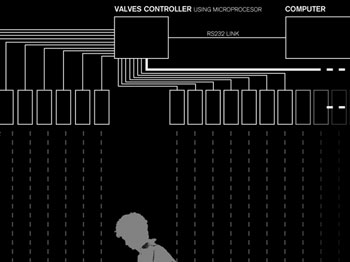 VALVES CONTROLLER USING MICROPROCESOR
COMPUTER
RS232 LINK